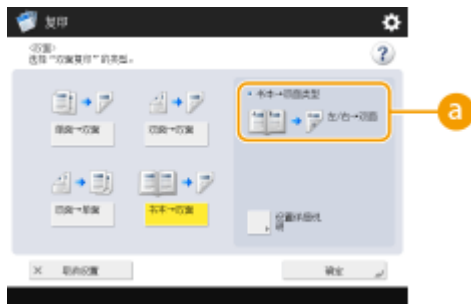 复印
<双面>
选择“双面复印”的类型。
?
书本→双面类型
单面→双面
双面→双面
左/右→双面
a
双面→单面
书本→双面
设置详细说明
× 取消设置
确定